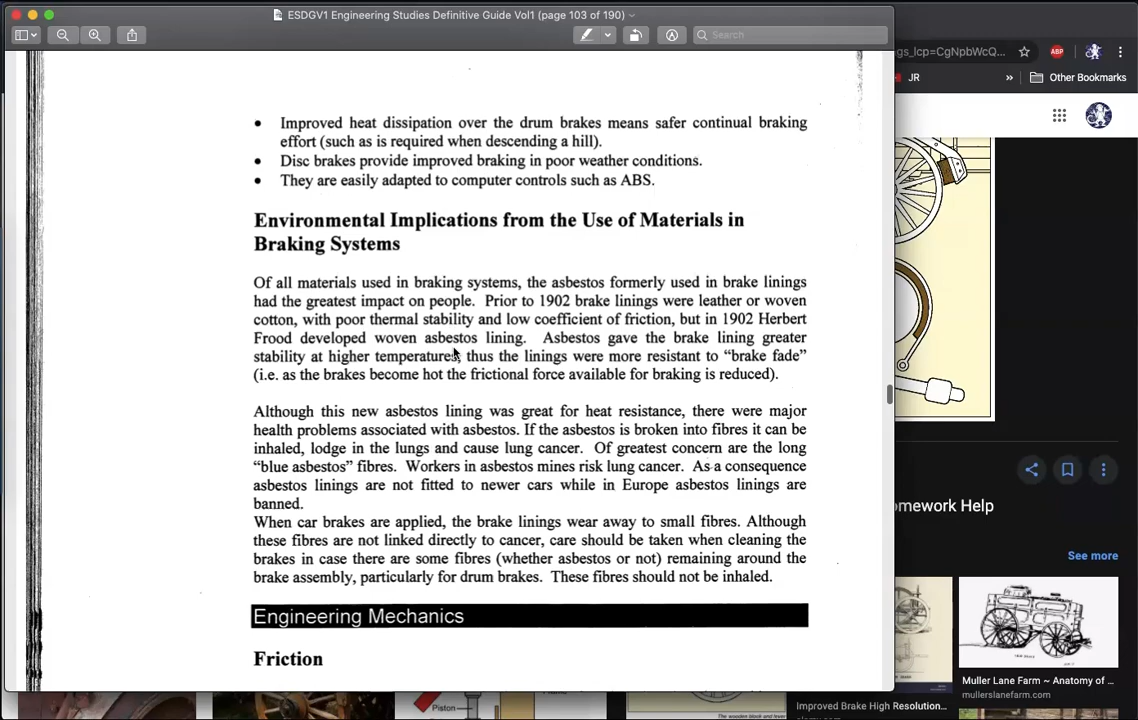 ESDGV1 Engineering Studies Definitive Guide Vol1 (page 103 of 190)
Search
gs_lcp=CgNpbWcQ...
ABP
JR
»
Other Bookmarks
• Improved heat dissipation over the drum brakes means safer continual braking
effort (such as is required when descending a hill).
• Disc brakes provide improved braking in poor weather conditions.
• They are easily adapted to computer controls such as ABS.
Environmental Implications from the Use of Materials in
Braking Systems
Of all materials used in braking systems, the asbestos formerly used in brake linings
had the greatest impact on people. Prior to 1902 brake linings were leather or woven
cotton, with poor thermal stability and low coefficient of friction, but in 1902 Herbert
Frood developed woven asbestos lining. Asbestos gave the brake lining greater
stability at higher temperatures, thus the linings were more resistant to “brake fade”
(i.e. as the brakes become hot the frictional force available for braking is reduced).
Although this new asbestos lining was great for heat resistance, there were major
health problems associated with asbestos. If the asbestos is broken into fibres it can be
inhaled, lodge in the lungs and cause lung cancer. Of greatest concern are the long
“blue asbestos” fibres. Workers in asbestos mines risk lung cancer. As a consequence
asbestos linings are not fitted to newer cars while in Europe asbestos linings are
banned.
When car brakes are applied, the brake linings wear away to small fibres. Although
these fibres are not linked directly to cancer, care should be taken when cleaning the
brakes in case there are some fibres (whether asbestos or not) remaining around the
brake assembly, particularly for drum brakes. These fibres should not be inhaled.
Engineering Mechanics
Friction
omework Help
See more
Muller Lane Farm ~ Anatomy of ...
mullerslanefarm.com
Improved Brake High Resolution...
Piston
The wooden block and lever